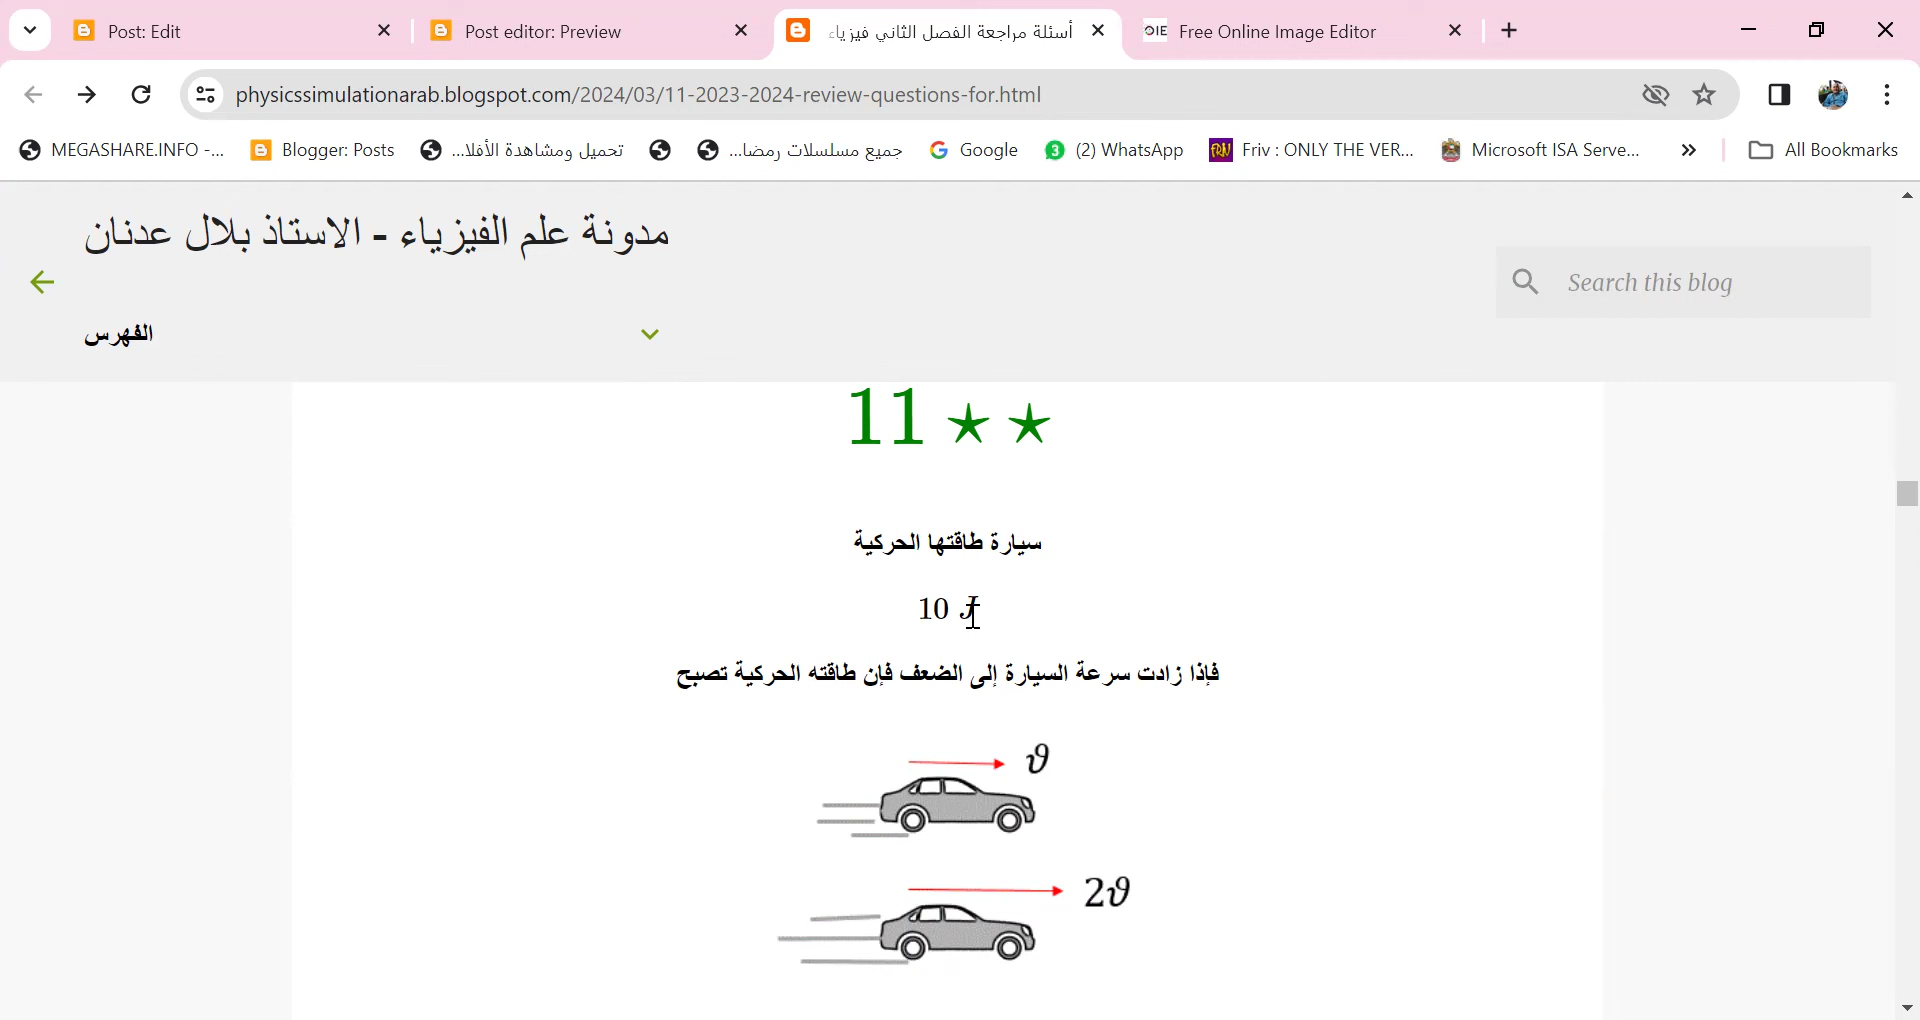 Post: Edit
Post editor: Preview
أسئلة مراجعة الفصل الثاني فيزياء
OIE Free Online Image Editor
physicssimulationarab.blogspot.com/2024/03/11-2023-2024-review-questions-for.html
MEGASHARE.INFO -...
Blogger: Posts
تحميل ومشاهدة الأفلا...
جميع مسلسلات رمضا...
Google
3 (2) WhatsApp
Friv : ONLY THE VER...
Microsoft ISA Serve...
»
All Bookmarks
مدونة علم الفيزياء - الاستاذ بلال عدنان
Search this blog
الفهرس
11 ★ ★
سيارة طاقتها الحركية
10 J
فإذا زادت سرعة السيارة إلى الضعف فإن طاقته الحركية تصبح
ϑ
2ϑ